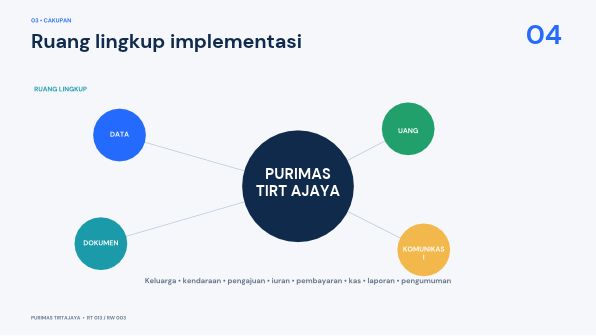 03 • CAKUPAN
Ruang lingkup implementasi
04
RUANG LINGKUP
DATA
UANG
PURIMAS
TIRT AJAYA
DOKUMEN
KOMUNIKAS
I
Keluarga • kendaraan • pengajuan • iuran • pembayaran • kas • laporan • pengumuman
PURIMAS TIRTAJAYA • RT 013 / RW 003